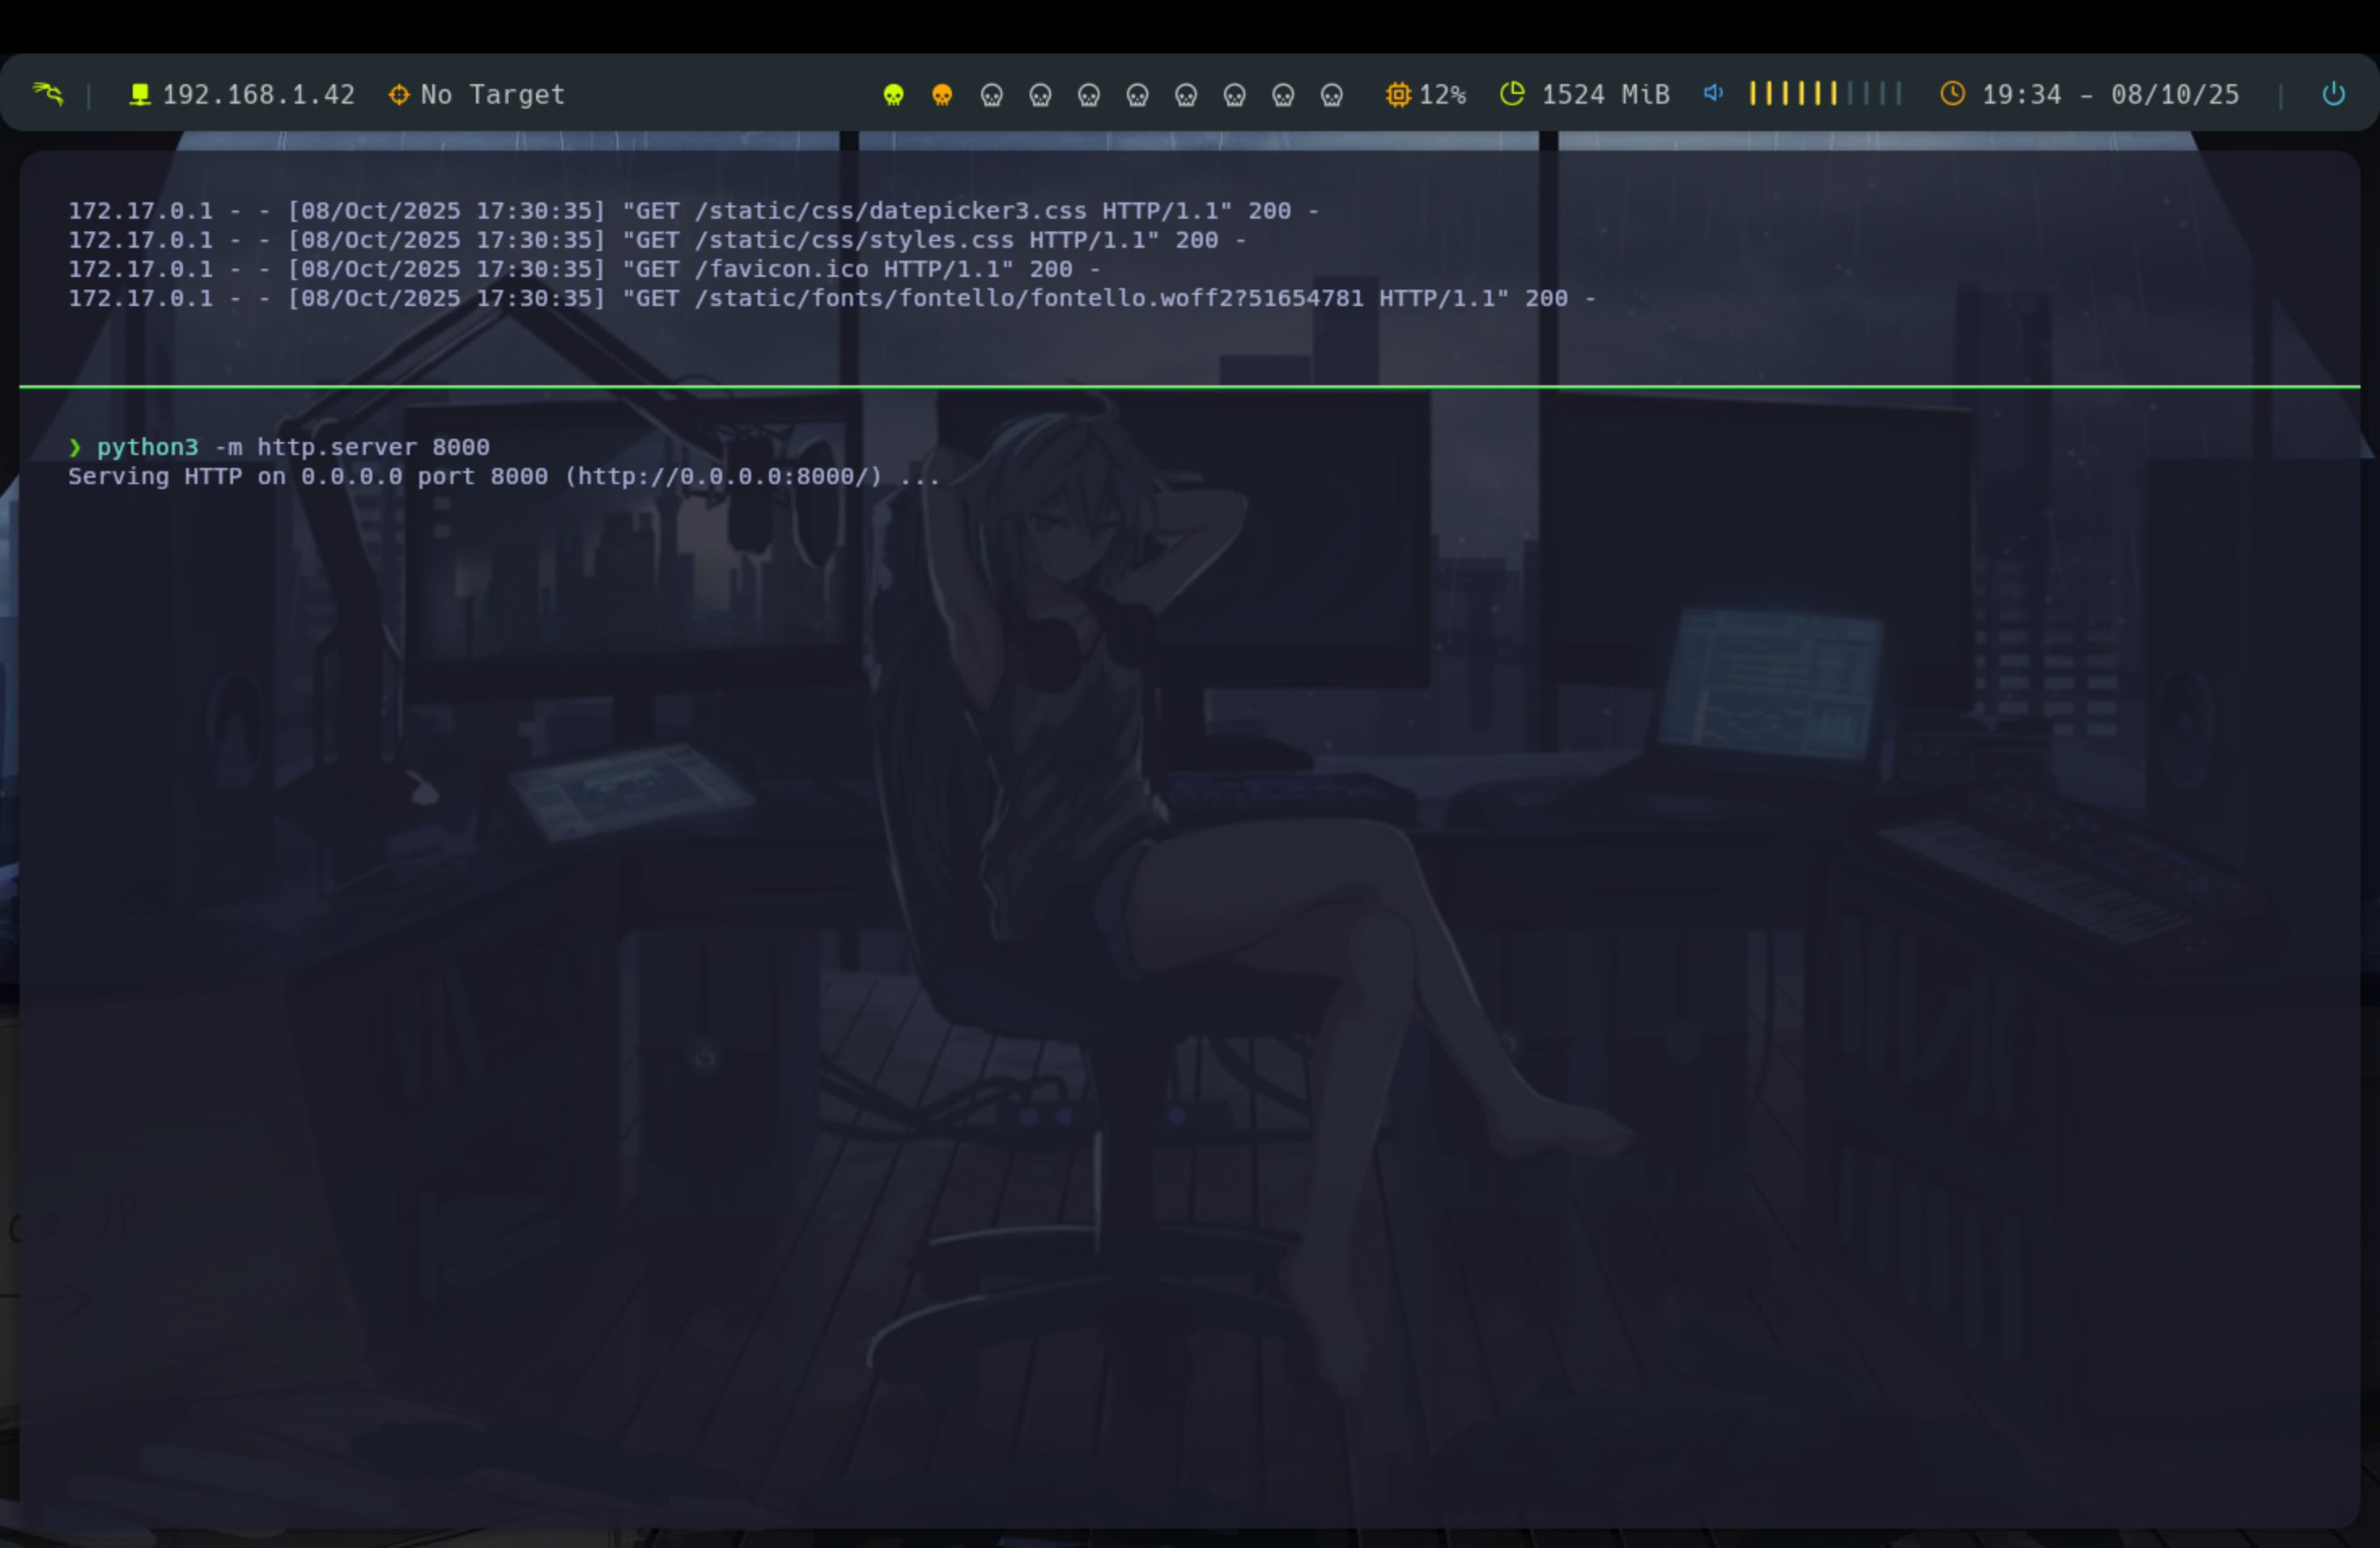 192.168.1.42 No Target 12% 1524 MiB 19:34 - 08/10/25
172.17.0.1 - - [08/Oct/2025 17:30:35] "GET /static/css/datepicker3.css HTTP/1.1" 200 -
172.17.0.1 - - [08/Oct/2025 17:30:35] "GET /static/css/styles.css HTTP/1.1" 200 -
172.17.0.1 - - [08/Oct/2025 17:30:35] "GET /favicon.ico HTTP/1.1" 200 -
172.17.0.1 - - [08/Oct/2025 17:30:35] "GET /static/fonts/fontello/fontello.woff2?51654781 HTTP/1.1" 200 -
❯ python3 -m http.server 8000
Serving HTTP on 0.0.0.0 port 8000 (http://0.0.0.0:8000/) ...